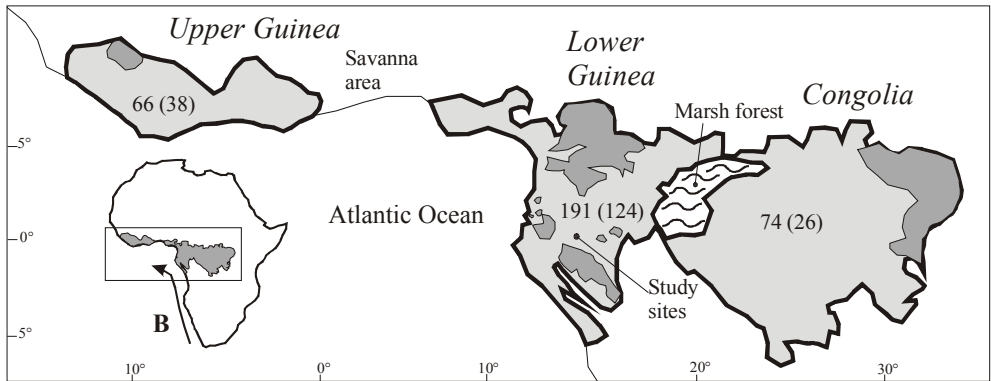 Upper Guinea
Savanna
area
66 (38)
Lower
Guinea
Marsh forest
Congolia
5°
Atlantic Ocean
191 (124)
74 (26)
0°
Study
sites
B
5°
10°
0°
10°
20°
30°